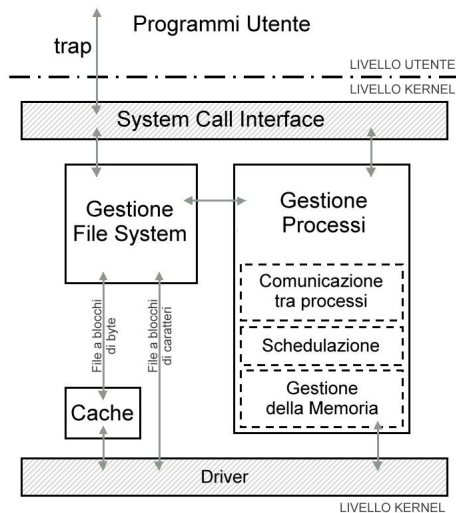 Programmi Utente
trap
LIVELLO UTENTE
LIVELLO KERNEL
System Call Interface
Gestione
File System
Gestione
Processi
Comunicazione
tra processi
Schedulazione
Gestione
della Memoria
File a blocchi
di byte
File a blocchi
di caratteri
Cache
Driver
LIVELLO KERNEL